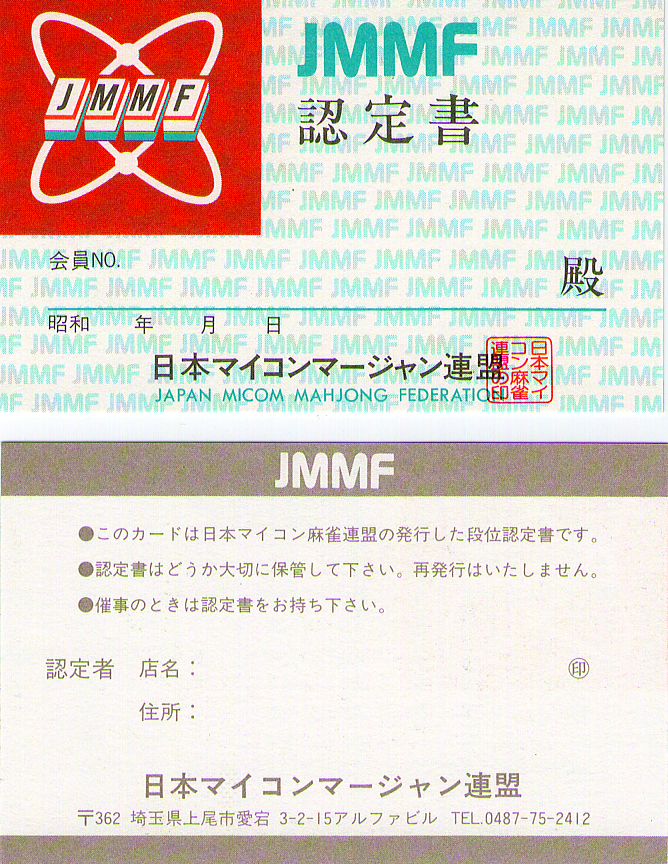 JMMF
JMMF
認定書
会員NO.
殿
昭和 年 月 日
日本マイコンマージャン連盟
JAPAN MICOM MAHJONG FEDERATION
日本マイ
コン麻雀
連盟の印
JMMF
●このカードは日本マイコン麻雀連盟の発行した段位認定書です。
●認定書はどうか大切に保管して下さい。再発行はいたしません。
●催事のときは認定書をお持ち下さい。
認定者 店名： ㊞
住所：
日本マイコンマージャン連盟
〒362 埼玉県上尾市愛宕 3-2-15アルファビル TEL.0487-75-2412